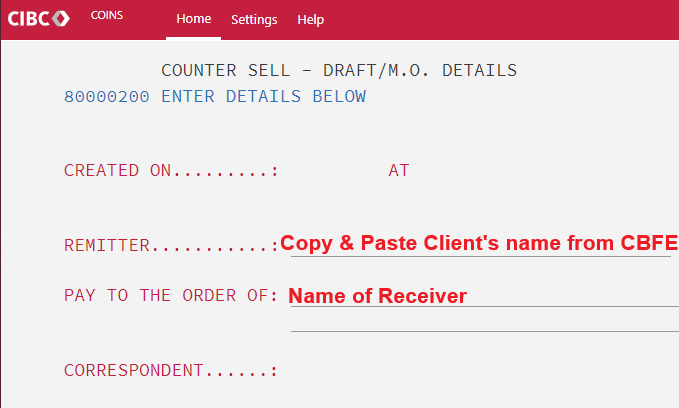 CIBC COINS Home Settings Help
COUNTER SELL - DRAFT/M.O. DETAILS
80000200 ENTER DETAILS BELOW
CREATED ON.........: AT
REMITTER...........:Copy & Paste Client's name from CBFE
PAY TO THE ORDER OF: Name of Receiver
CORRESPONDENT......: